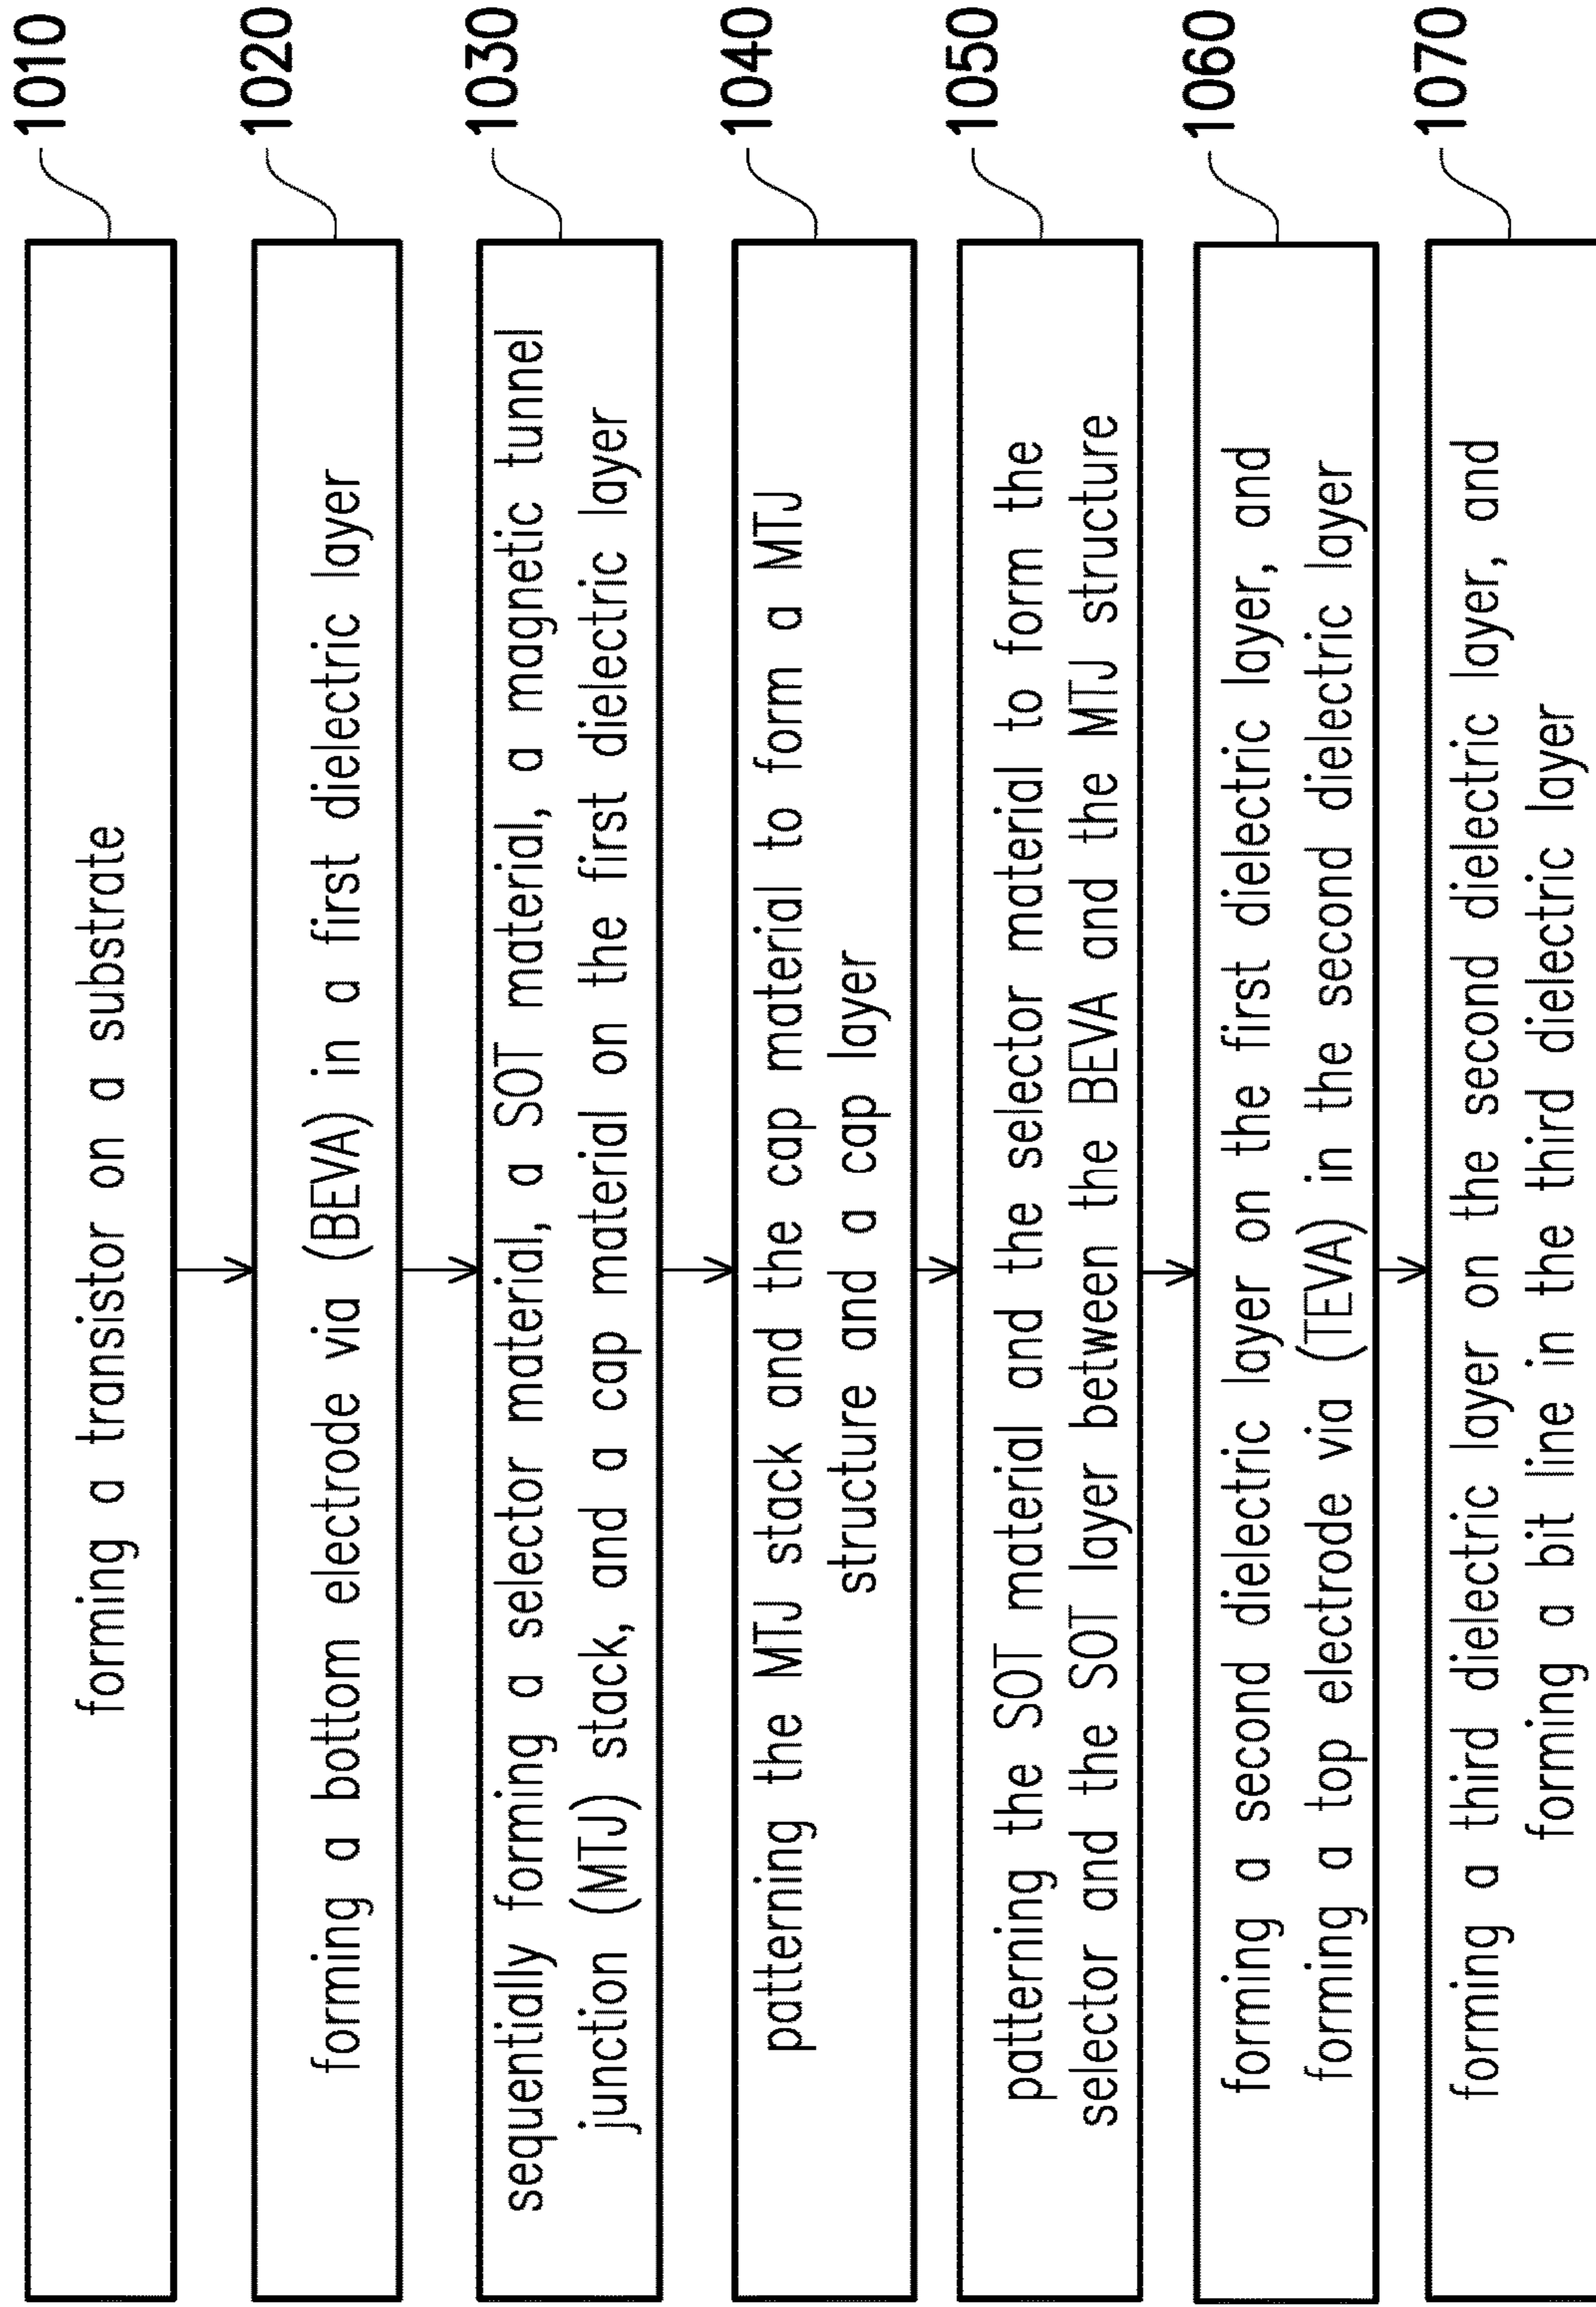 1010
forming a transistor on a substrate
1020
forming a bottom electrode via (BEVA) in a first dielectric layer
1030
sequentially forming a selector material, a SOT material, a magnetic tunnel
junction (MTJ) stack, and a cap material on the first dielectric layer
1040
patterning the MTJ stack and the cap material to form a MTJ
structure and a cap layer
1050
patterning the SOT material and the selector material to form the
selector and the SOT layer between the BEVA and the MTJ structure
1060
forming a second dielectric layer on the first dielectric layer, and
forming a top electrode via (TEVA) in the second dielectric layer
1070
forming a third dielectric layer on the second dielectric layer, and
forming a bit line in the third dielectric layer